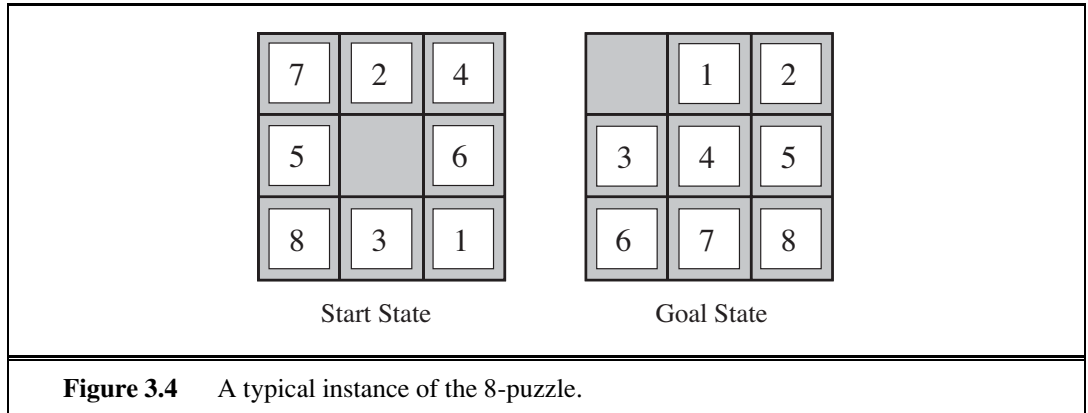 7 2 4 1 2
5 6 3 4 5
8 3 1 6 7 8
Start State Goal State
Figure 3.4 A typical instance of the 8-puzzle.